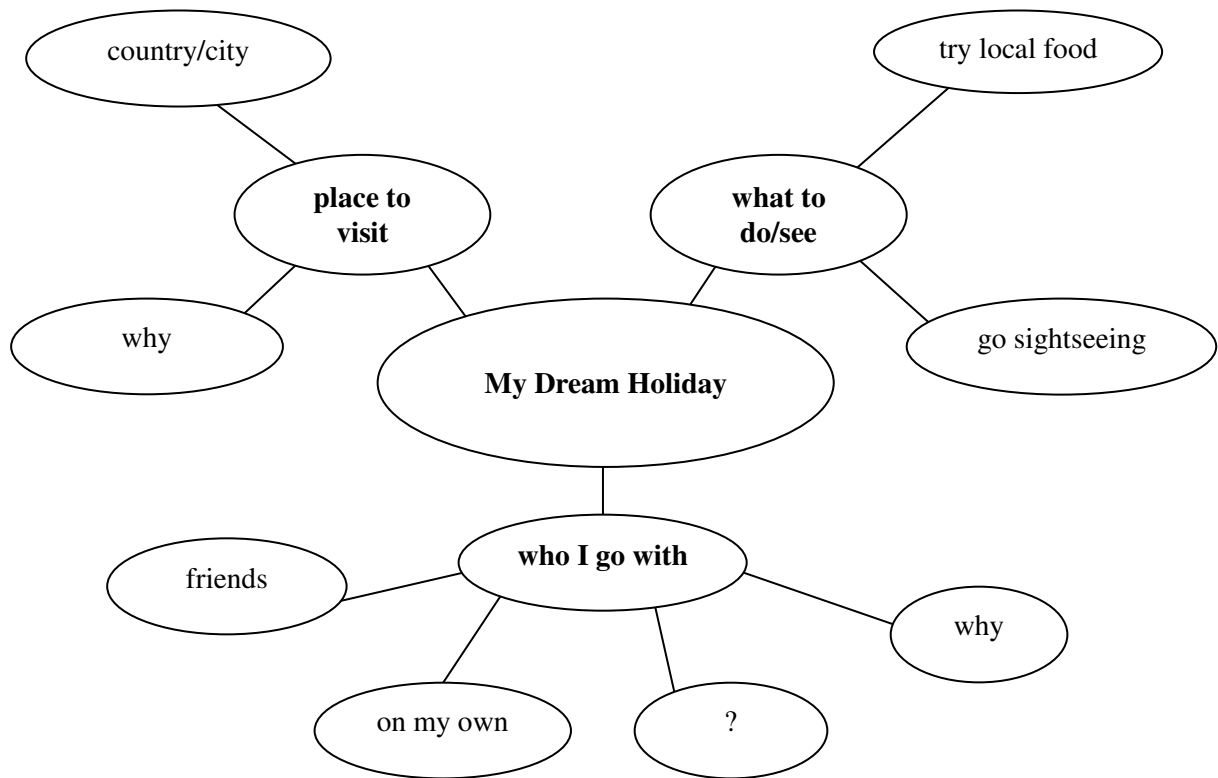 country/city
try local food
place to
visit
what to
do/see
why
go sightseeing
My Dream Holiday
who I go with
friends
why
on my own
?